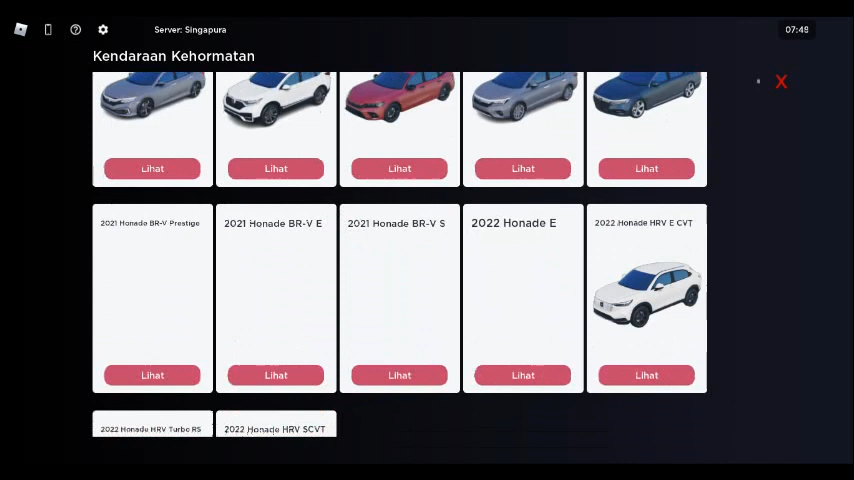 Server: Singapura
07:48
Kendaraan Kehormatan
X
Lihat
Lihat
Lihat
Lihat
Lihat
2021 Honade BR-V Prestige
2021 Honade BR-V E
2021 Honade BR-V S
2022 Honade E
2022 Honade HRV E CVT
Lihat
Lihat
Lihat
Lihat
Lihat
2022 Honade HRV Turbo RS
2022 Honade HRV SCVT